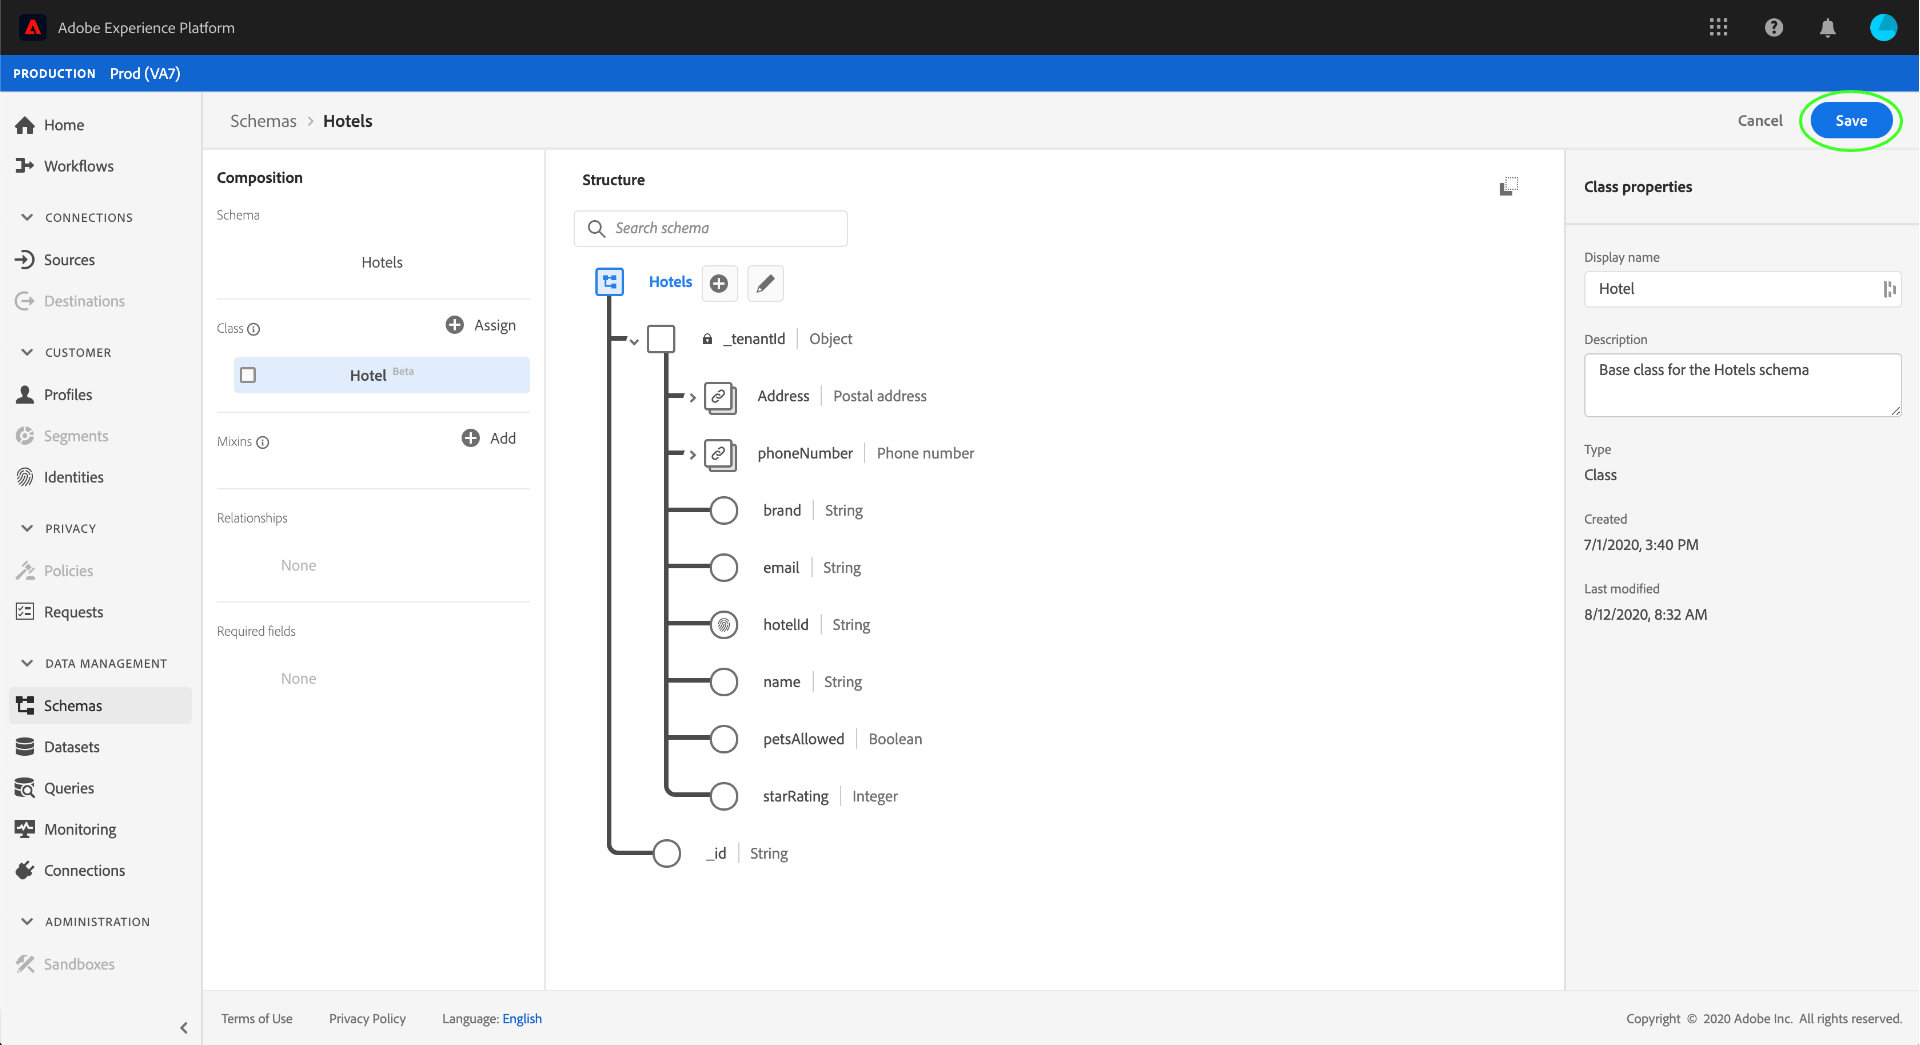 Adobe Experience Platform
PRODUCTION Prod (VA7)
Home
Workflows
CONNECTIONS
Sources
Destinations
CUSTOMER
Profiles
Segments
Identities
PRIVACY
Policies
Requests
DATA MANAGEMENT
Schemas
Datasets
Queries
Monitoring
Connections
ADMINISTRATION
Sandboxes
Schemas > Hotels
Cancel
Save
Composition
Schema
Hotels
Class
Assign
Hotel Beta
Mixins
Add
Relationships
None
Required fields
None
Structure
Search schema
Hotels
_tenantId | Object
Address | Postal address
phoneNumber | Phone number
brand | String
email | String
hotelId | String
name | String
petsAllowed | Boolean
starRating | Integer
_id | String
Class properties
Display name
Hotel
Description
Base class for the Hotels schema
Type
Class
Created
7/1/2020, 3:40 PM
Last modified
8/12/2020, 8:32 AM
Terms of Use
Privacy Policy
Language: English
Copyright © 2020 Adobe Inc. All rights reserved.